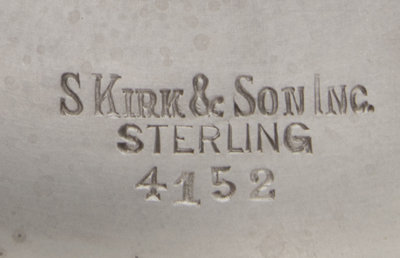 S KIRK & SON INC.
STERLING
4152